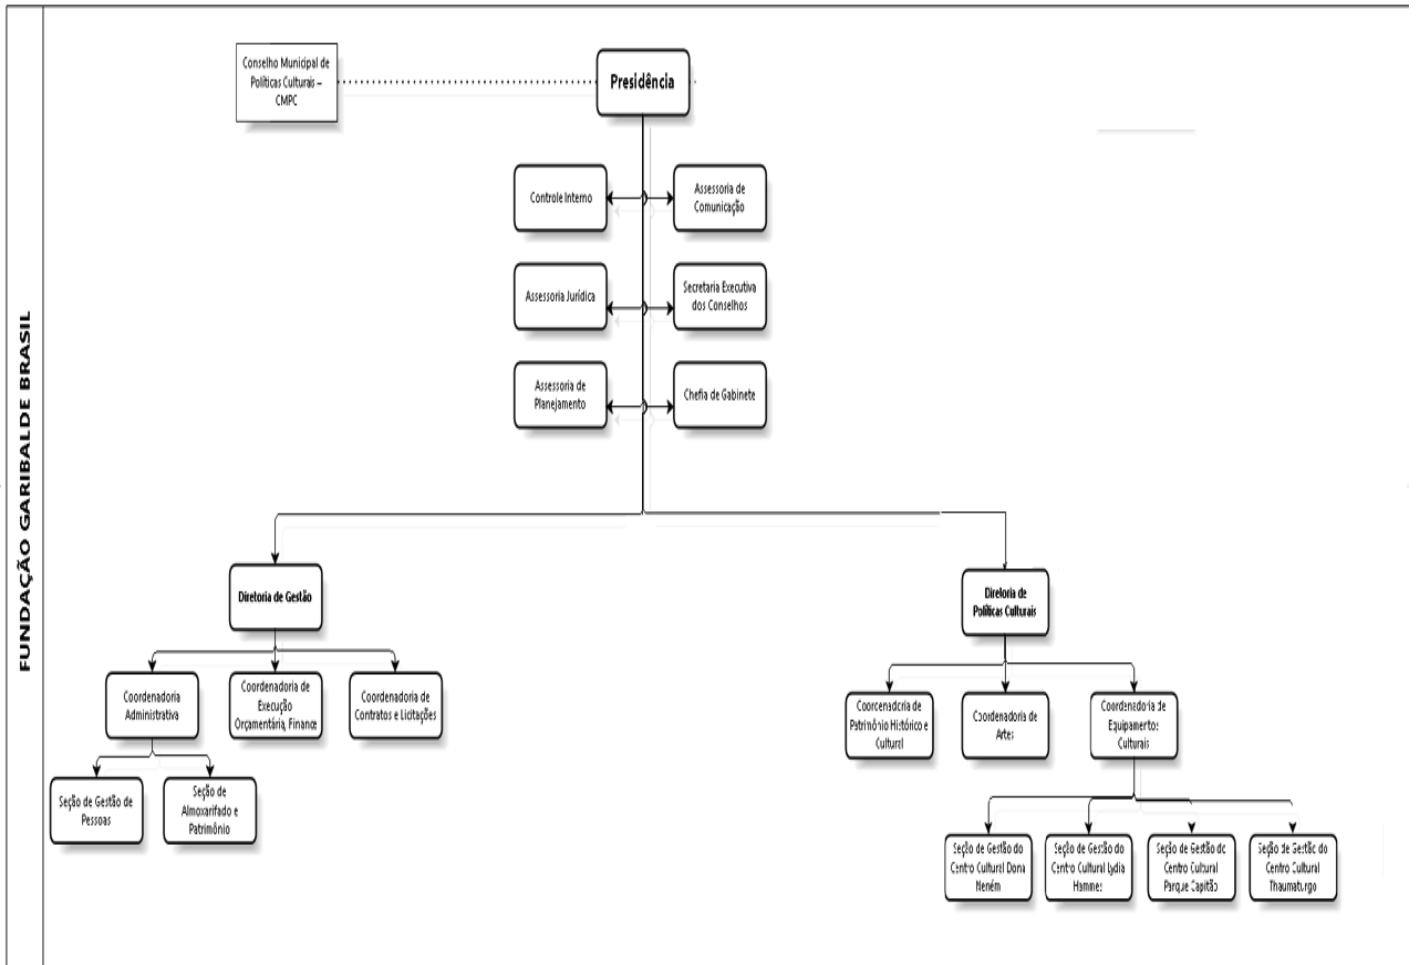 FUNDAÇÃO GARIBALDE BRASIL
Conselho Municipal de
Políticas Culturais –
CMPC
Presidência
Controle Interno
Assessoria de
Comunicação
Assessoria Jurídica
Secretaria Executiva
dos Conselhos
Assessoria de
Planejamento
Chefia de Gabinete
Diretoria de Gestão
Diretoria de
Políticas Culturais
Coordenadoria
Administrativa
Coordenadoria de
Execução
Orçamentária, Finance
Coordenadoria de
Contratos e Licitações
Coordenadoria de
Patrimônio Histórico e
Cultural
Coordenadoria de
Artes
Coordenadoria de
Equipamentos
Culturais
Seção de Gestão de
Pessoas
Seção de
Almoxarifado e
Patrimônio
Seção de Gestão do
Centro Cultural Dona
Neném
Seção de Gestão do
Centro Cultural Lydia
Hammes
Seção de Gestão do
Centro Cultural
Parque Capitão
Seção de Gestão do
Centro Cultural
Thaumaturgo